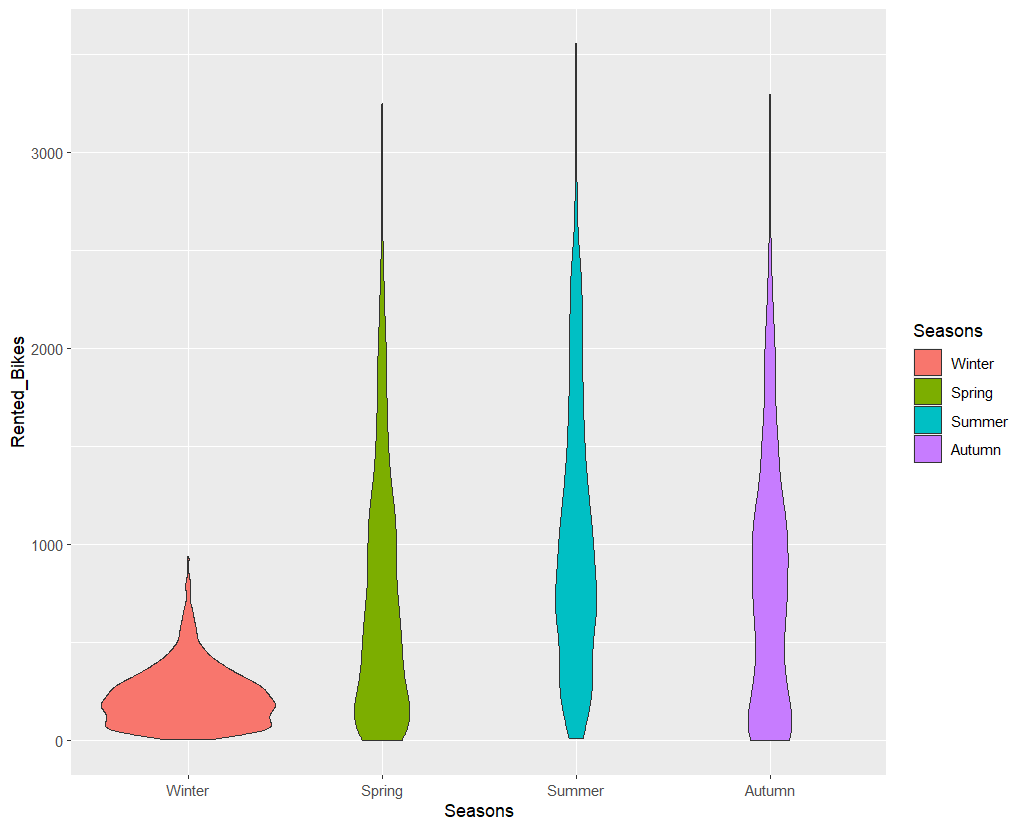 Rented_Bikes
3000
2000
1000
0
Winter Spring Summer Autumn
Seasons
Seasons
Winter
Spring
Summer
Autumn